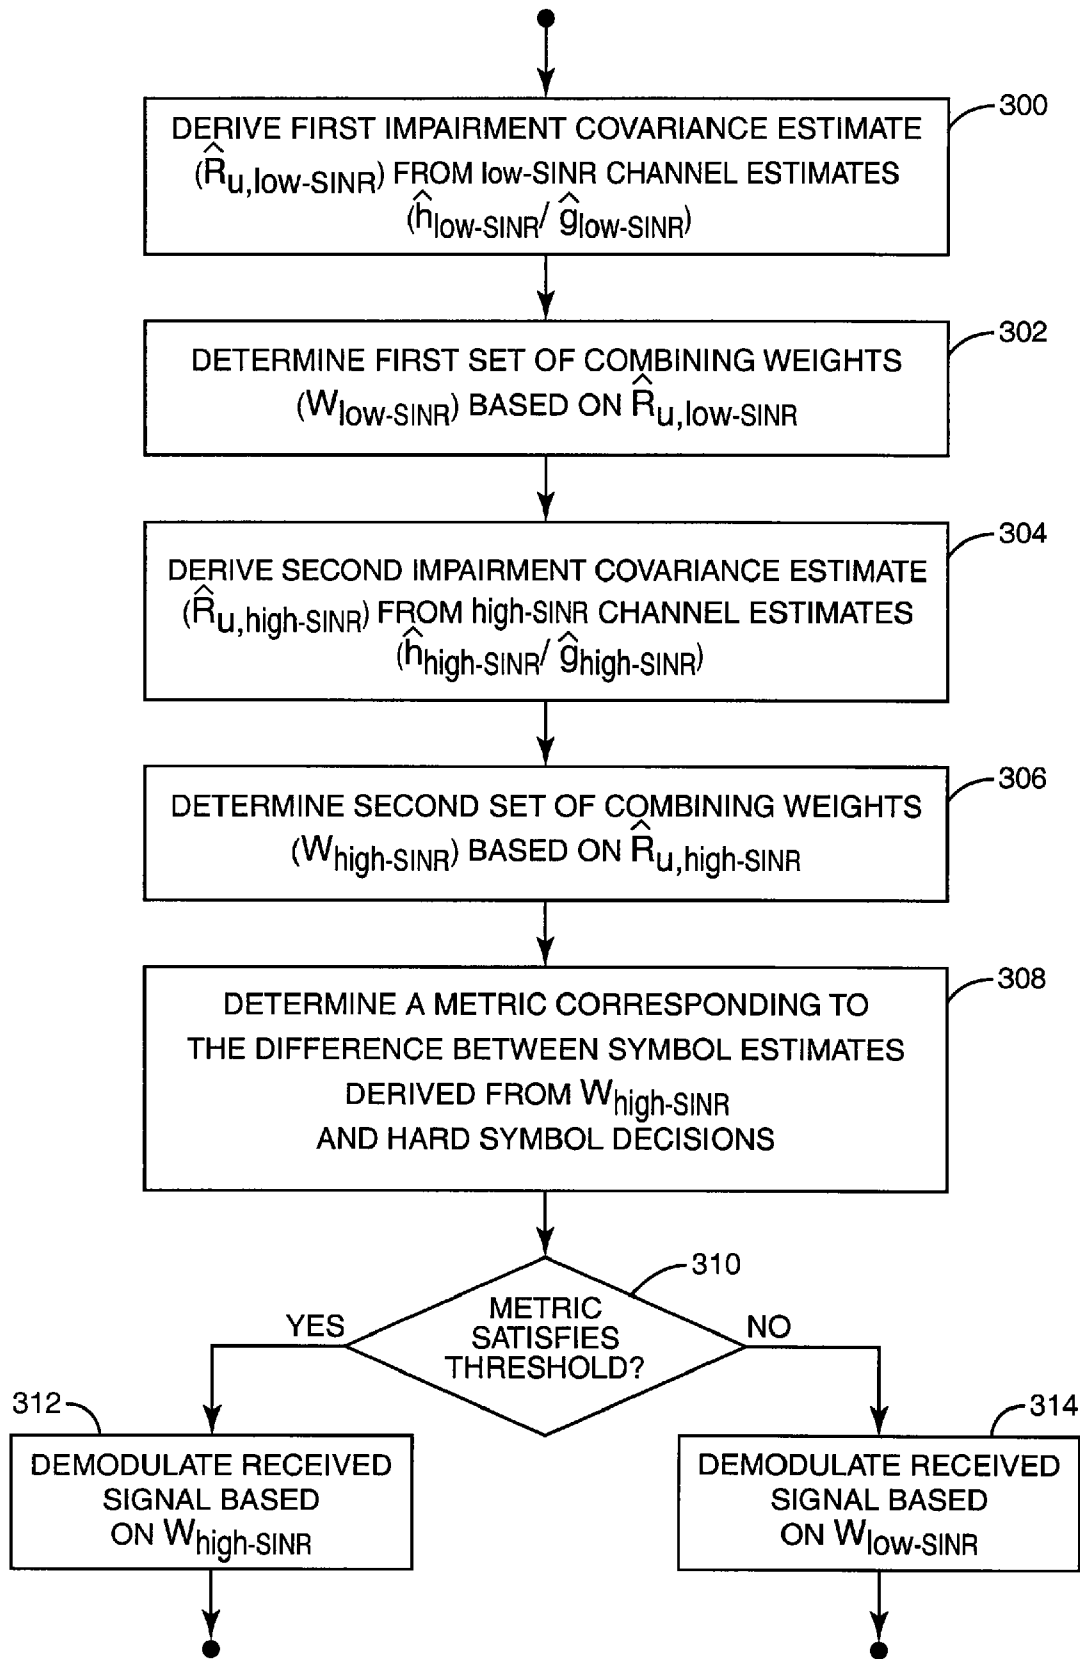 300
DERIVE FIRST IMPAIRMENT COVARIANCE ESTIMATE
(R̂u,low-SINR) FROM low-SINR CHANNEL ESTIMATES
(ĥlow-SINR/ ĝlow-SINR)
302
DETERMINE FIRST SET OF COMBINING WEIGHTS
(Wlow-SINR) BASED ON R̂u,low-SINR
304
DERIVE SECOND IMPAIRMENT COVARIANCE ESTIMATE
(R̂u,high-SINR) FROM high-SINR CHANNEL ESTIMATES
(ĥhigh-SINR/ ĝhigh-SINR)
306
DETERMINE SECOND SET OF COMBINING WEIGHTS
(Whigh-SINR) BASED ON R̂u,high-SINR
308
DETERMINE A METRIC CORRESPONDING TO
THE DIFFERENCE BETWEEN SYMBOL ESTIMATES
DERIVED FROM Whigh-SINR
AND HARD SYMBOL DECISIONS
310
METRIC
SATISFIES
THRESHOLD?
YES
NO
312
DEMODULATE RECEIVED
SIGNAL BASED
ON Whigh-SINR
314
DEMODULATE RECEIVED
SIGNAL BASED
ON Wlow-SINR